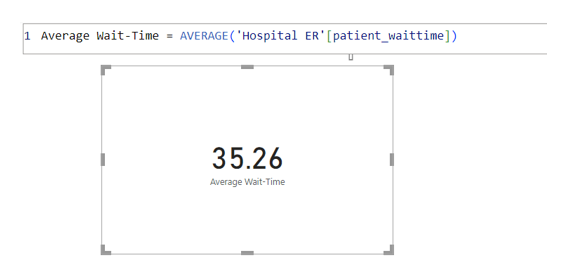 1 Average Wait-Time = AVERAGE('Hospital ER'[patient_waittime])
35.26
Average Wait-Time